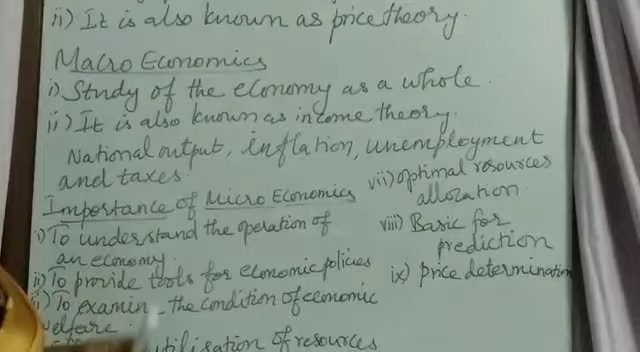 ii) It is also known as price theory.
Macro Economics
i) Study of the economy as a whole.
ii) It is also known as income theory.
National output, inflation, unemployment
and taxes.
Importance of Micro Economics
i) To understand the operation of
an economy.
ii) To provide tools for economic policies
To examin the condition of economic
welfare.
utilisation of resources
vii) optimal resources
allocation
viii) Basic for
prediction
ix) price determination